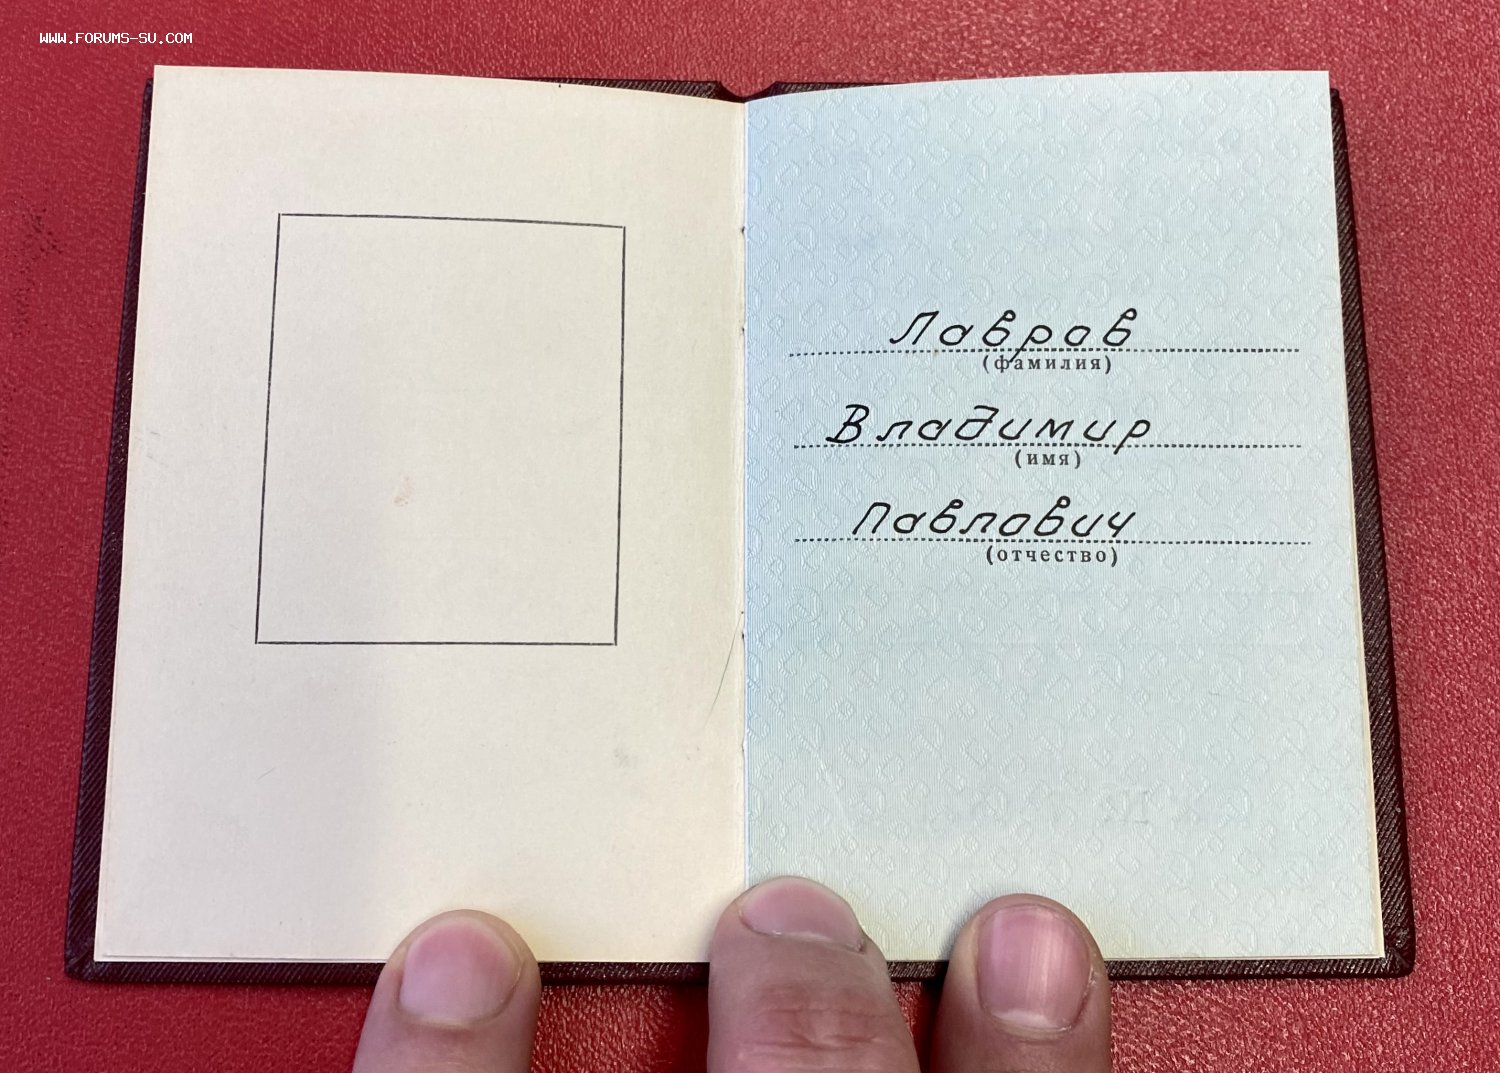 WWW.FORUMS-SU.COM
Лавров
(фамилия)
Владимир
(имя)
Павлович
(отчество)